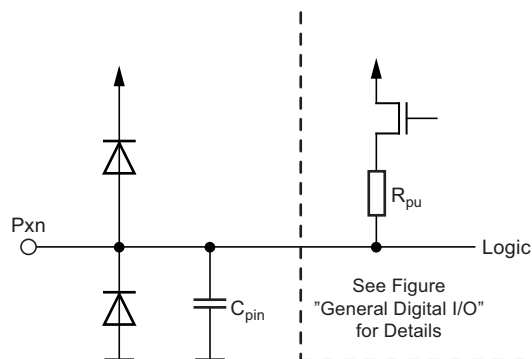 Pxn
C_pin
R_pu
Logic
See Figure
"General Digital I/O"
for Details